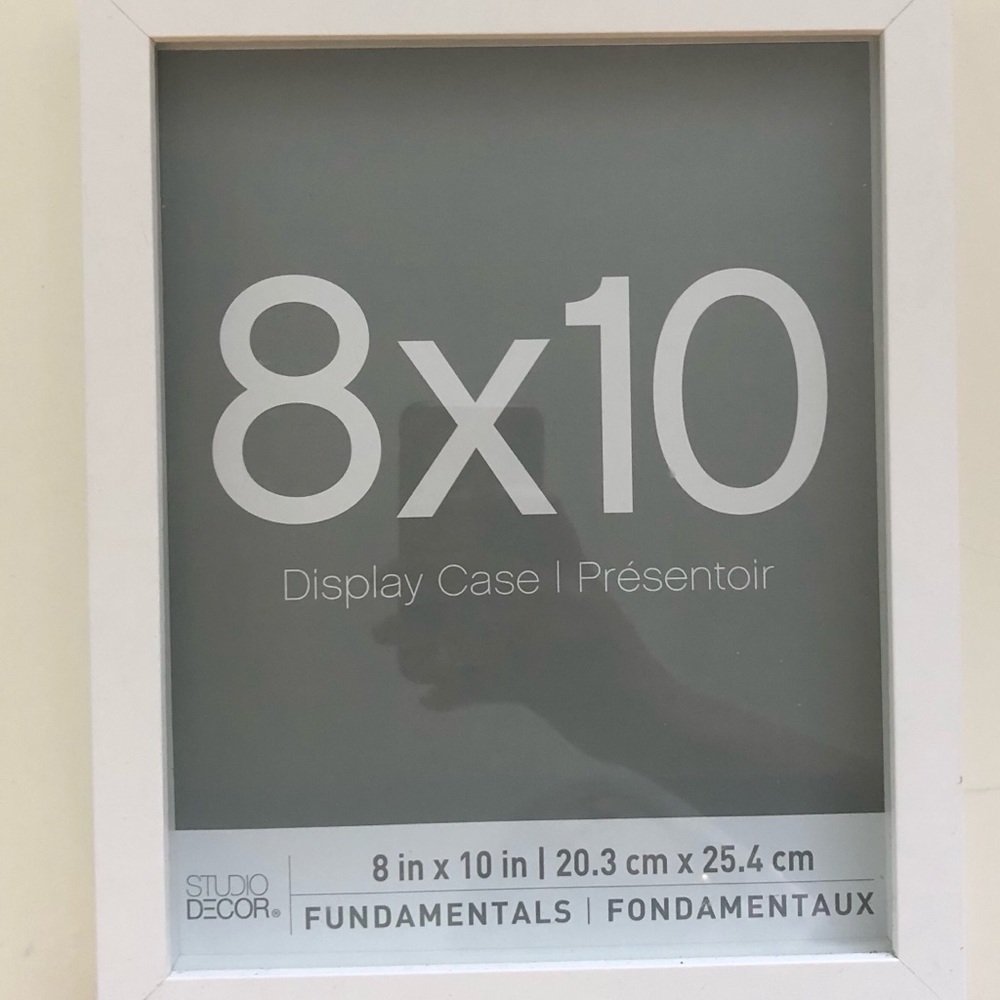 8x10
Display Case | Présentoir
8 in x 10 in | 20.3 cm x 25.4 cm
STUDIO
DECOR®
FUNDAMENTALS | FONDAMENTAUX